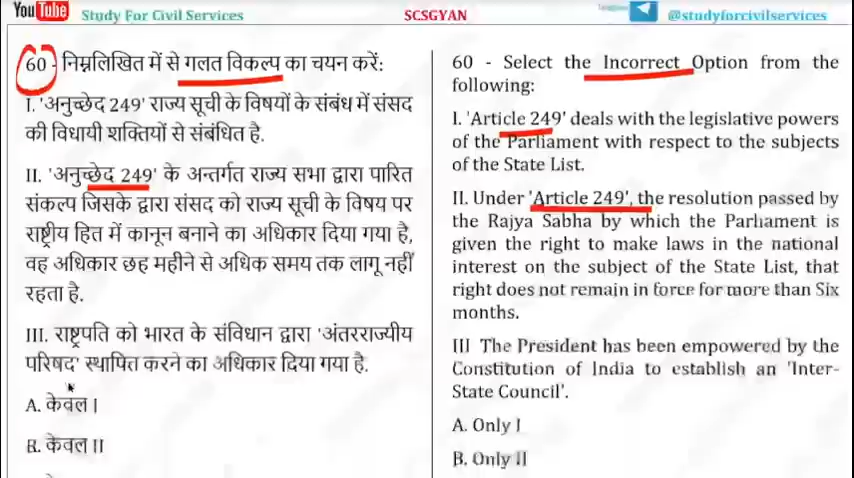 You Tube Study For Civil Services
SCSGYAN
Telegram @studyforcivilservices
60 - निम्नलिखित में से गलत विकल्प का चयन करें:
I. 'अनुच्छेद 249' राज्य सूची के विषयों के संबंध में संसद
की विधायी शक्तियों से संबंधित है.
II. 'अनुच्छेद 249' के अन्तर्गत राज्य सभा द्वारा पारित
संकल्प जिसके द्वारा संसद को राज्य सूची के विषय पर
राष्ट्रीय हित में कानून बनाने का अधिकार दिया गया है,
वह अधिकार छह महीने से अधिक समय तक लागू नहीं
रहता है.
III. राष्ट्रपति को भारत के संविधान द्वारा 'अंतरराज्यीय
परिषद' स्थापित करने का अधिकार दिया गया है.
A. केवल I
B. केवल II
60 - Select the Incorrect Option from the
following:
I. 'Article 249' deals with the legislative powers
of the Parliament with respect to the subjects
of the State List.
II. Under 'Article 249', the resolution passed by
the Rajya Sabha by which the Parliament is
given the right to make laws in the national
interest on the subject of the State List, that
right does not remain in force for more than Six
months.
III The President has been empowered by the
Constitution of India to establish an 'Inter-
State Council'.
A. Only I
B. Only II